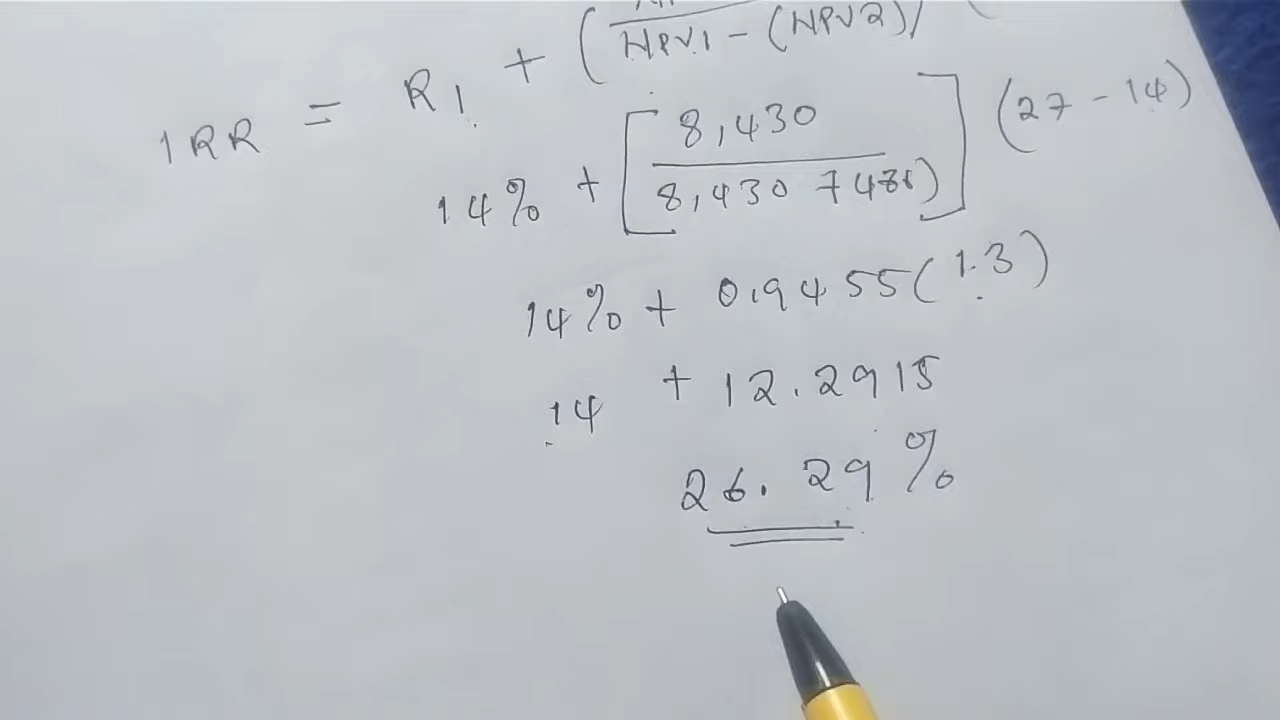 IRR = R1 + ( / NPV1 - (NPV2)) (
14% + [8,430 / 8,430 7486)] (27 - 14)
14% + 0.9455 (1.3)
14 + 12.2915
26.29%